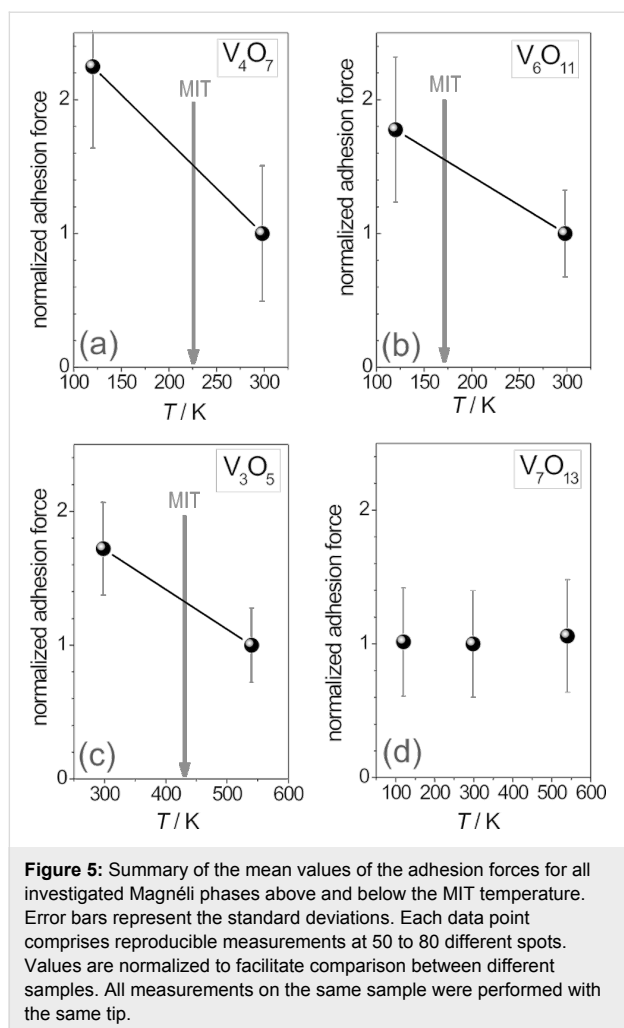 V₄O₇
MIT
normalized adhesion force
2
1
0
(a)
100 150 200 250 300
T / K
V₆O₁₁
MIT
normalized adhesion force
2
1
0
(b)
100 150 200 250 300
T / K
V₃O₅
MIT
normalized adhesion force
2
1
0
(c)
300 400 500 600
T / K
V₇O₁₃
normalized adhesion force
2
1
0
(d)
100 200 300 400 500 600
T / K
Figure 5: Summary of the mean values of the adhesion forces for all
investigated Magnéli phases above and below the MIT temperature.
Error bars represent the standard deviations. Each data point
comprises reproducible measurements at 50 to 80 different spots.
Values are normalized to facilitate comparison between different
samples. All measurements on the same sample were performed with
the same tip.